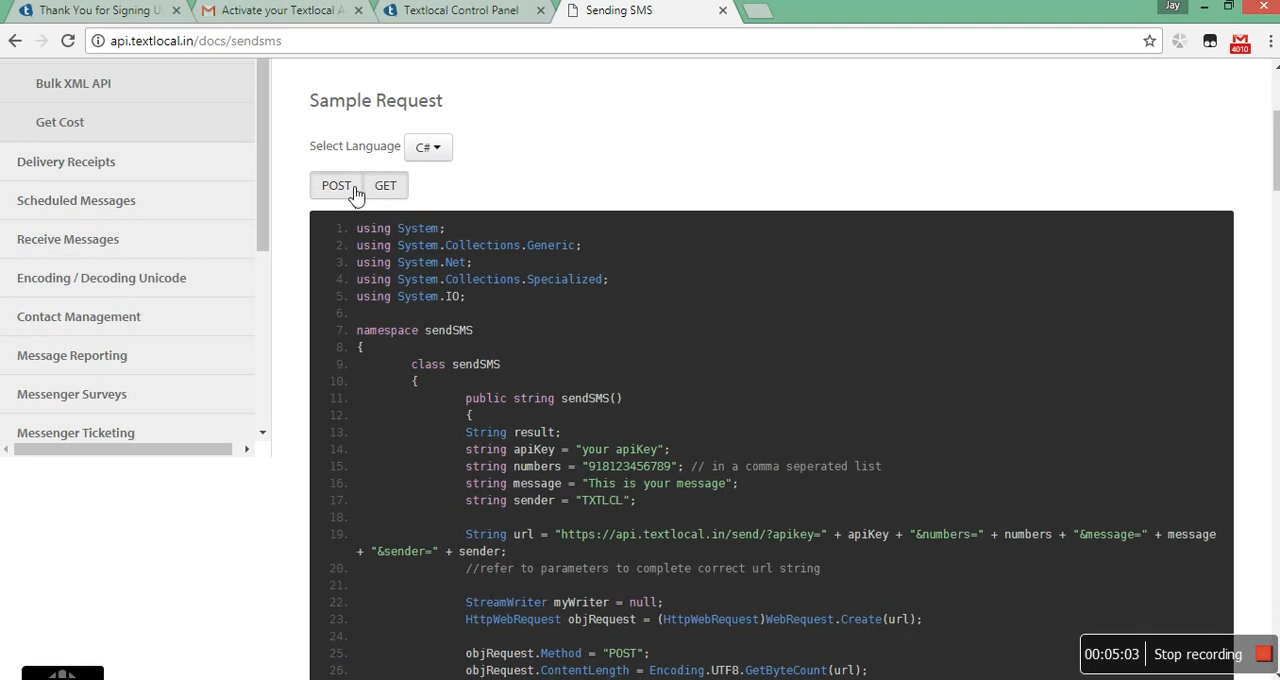 Thank You for Signing U
Activate your Textlocal A
Textlocal Control Panel
Sending SMS
Jay
api.textlocal.in/docs/sendsms
4010
Bulk XML API
Get Cost
Delivery Receipts
Scheduled Messages
Receive Messages
Encoding / Decoding Unicode
Contact Management
Message Reporting
Messenger Surveys
Messenger Ticketing
Sample Request
Select Language C#
POST GET
1. using System;
2. using System.Collections.Generic;
3. using System.Net;
4. using System.Collections.Specialized;
5. using System.IO;
6.
7. namespace sendSMS
8. {
9. class sendSMS
10. {
11. public string sendSMS()
12. {
13. String result;
14. string apiKey = "your apiKey";
15. string numbers = "918123456789"; // in a comma seperated list
16. string message = "This is your message";
17. string sender = "TXTLCL";
18.
19. String url = "https://api.textlocal.in/send/?apikey=" + apiKey + "&numbers=" + numbers + "&message=" + message
+ "&sender=" + sender;
20. //refer to parameters to complete correct url string
21.
22. StreamWriter myWriter = null;
23. HttpWebRequest objRequest = (HttpWebRequest)WebRequest.Create(url);
24.
25. objRequest.Method = "POST";
26. objRequest.ContentLength = Encoding.UTF8.GetByteCount(url);
00:05:03 Stop recording